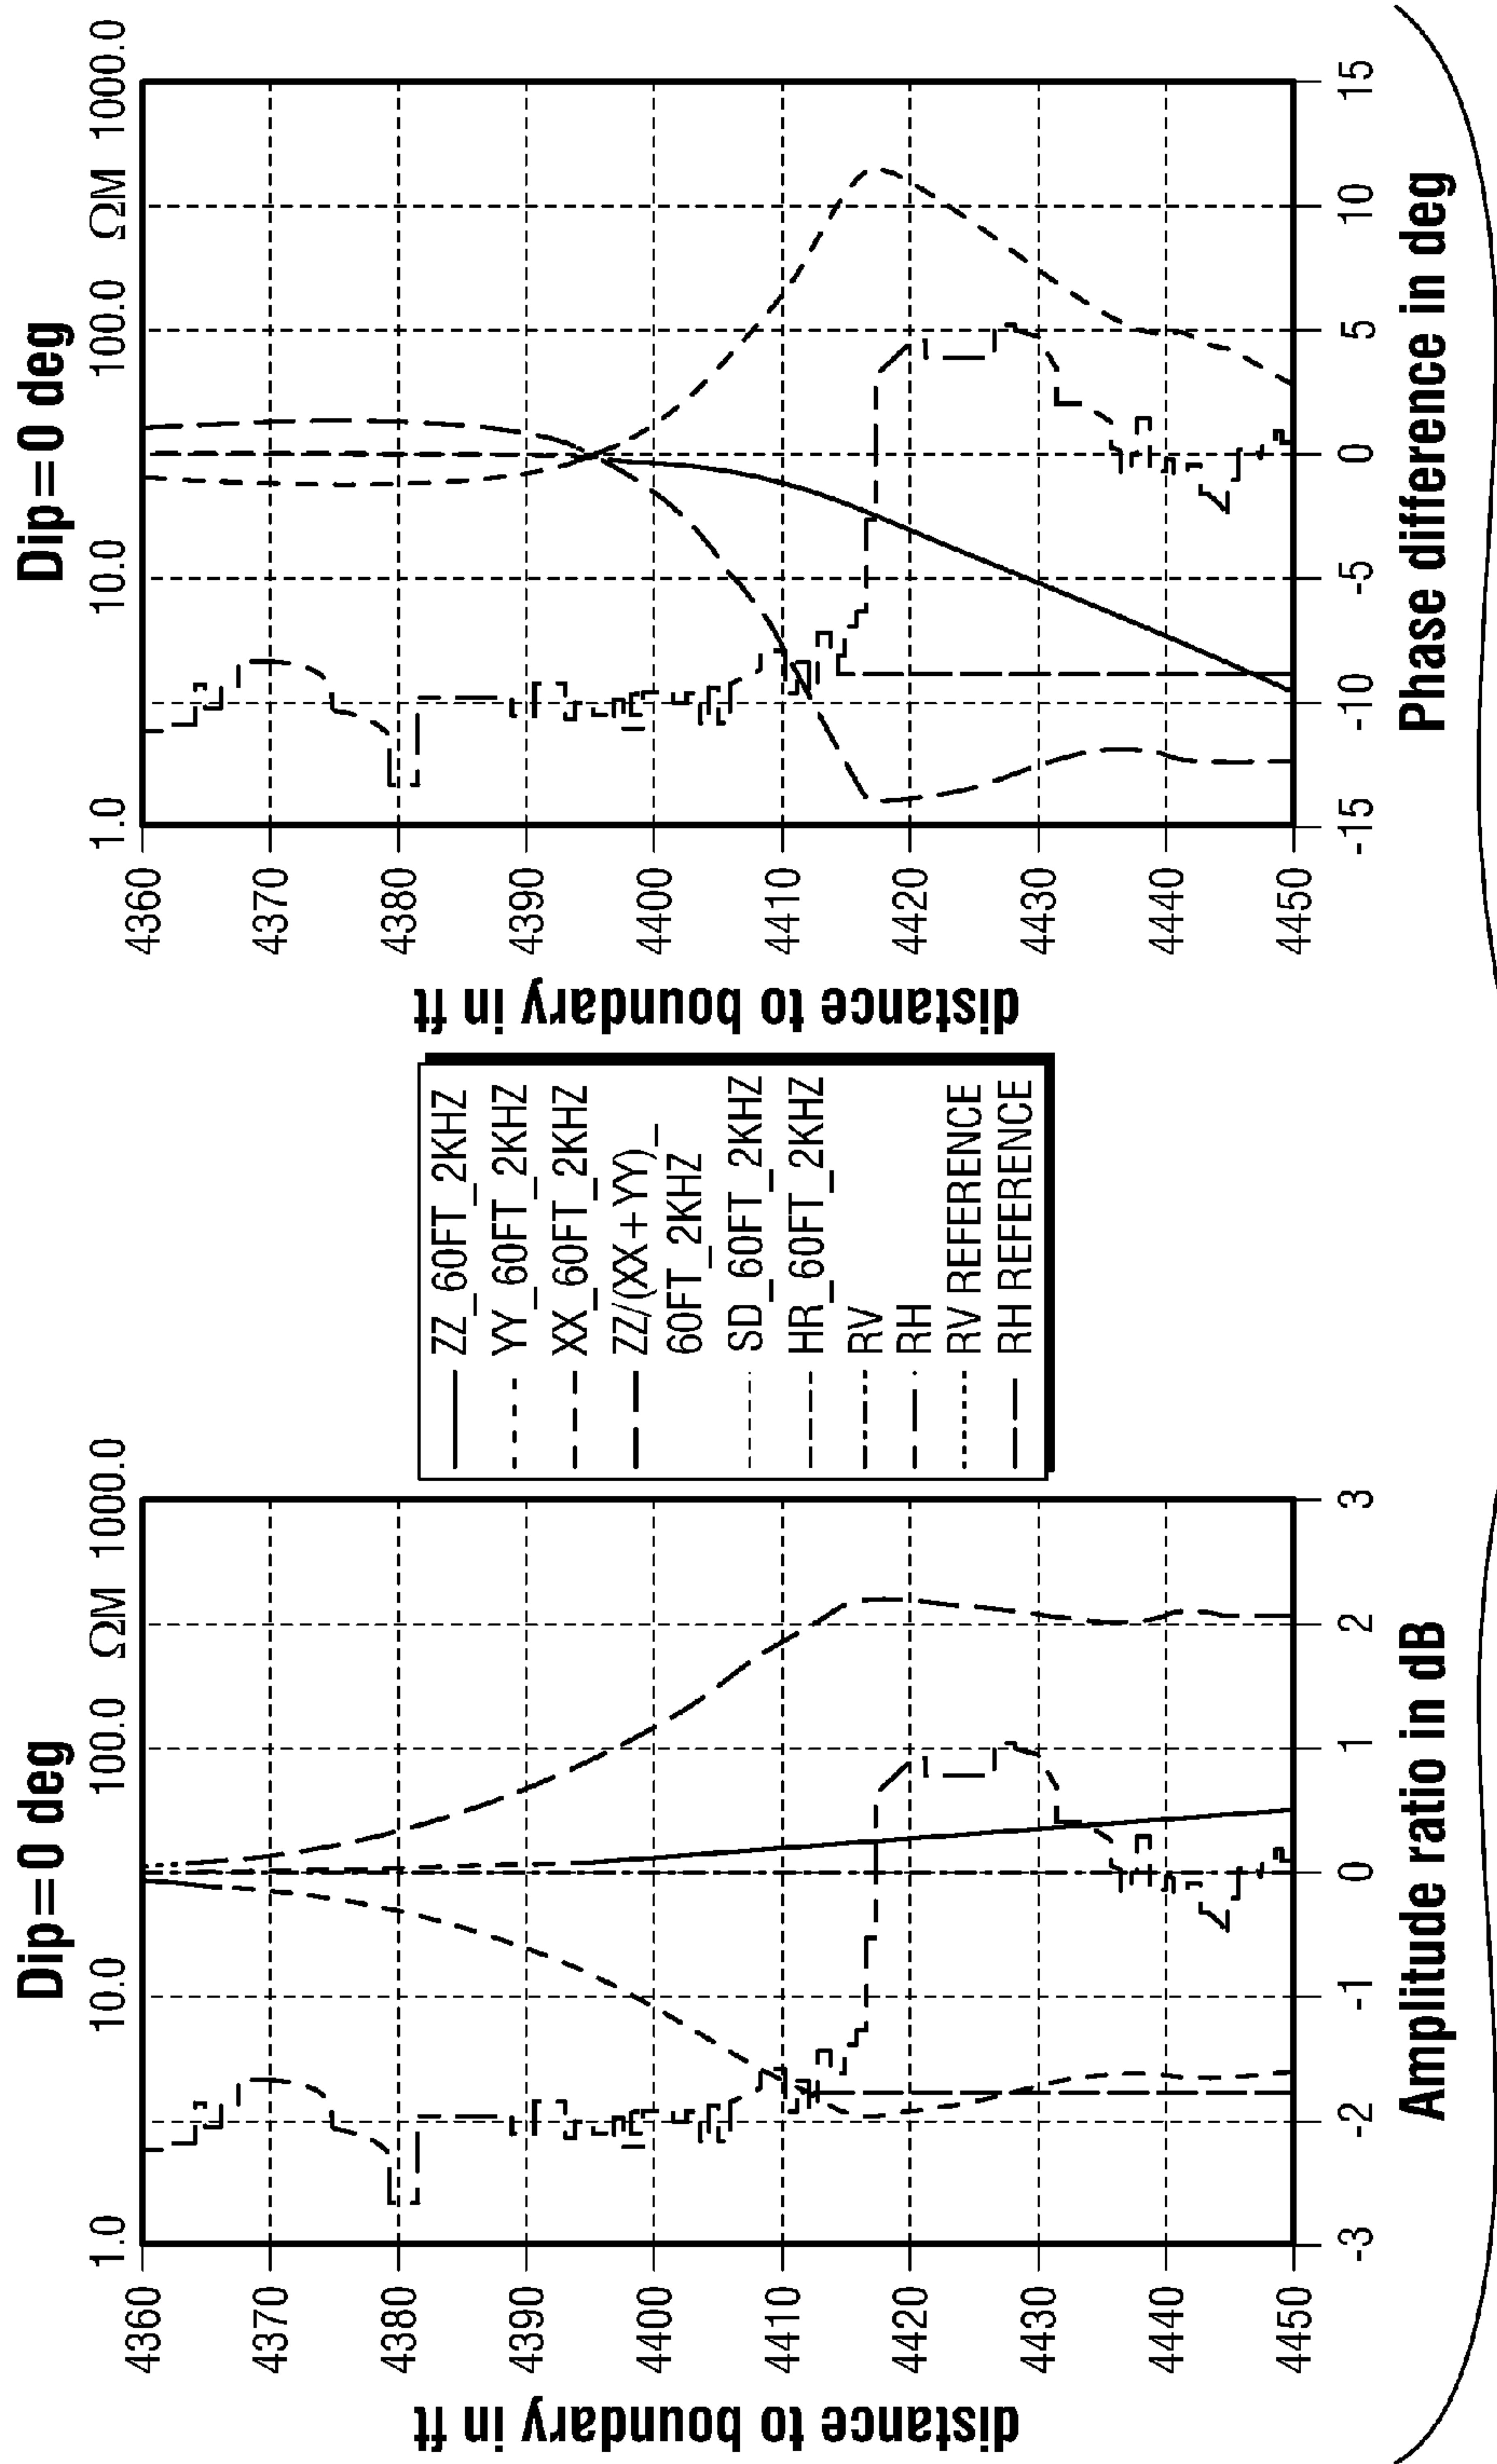 Dip=0 deg
1.0 10.0 100.0 ΩM 1000.0
4360
4370
4380
4390
4400
4410
4420
4430
4440
4450
distance to boundary in ft
-3 -2 -1 0 1 2 3
Amplitude ratio in dB
ZZ_60FT_2KHZ
YY_60FT_2KHZ
XX_60FT_2KHZ
ZZ/(XX+YY)_
60FT_2KHZ
SD_60FT_2KHZ
HR_60FT_2KHZ
RV
RH
RV REFERENCE
RH REFERENCE
Dip=0 deg
1.0 10.0 100.0 ΩM 1000.0
4360
4370
4380
4390
4400
4410
4420
4430
4440
4450
distance to boundary in ft
-15 -10 -5 0 5 10 15
Phase difference in deg